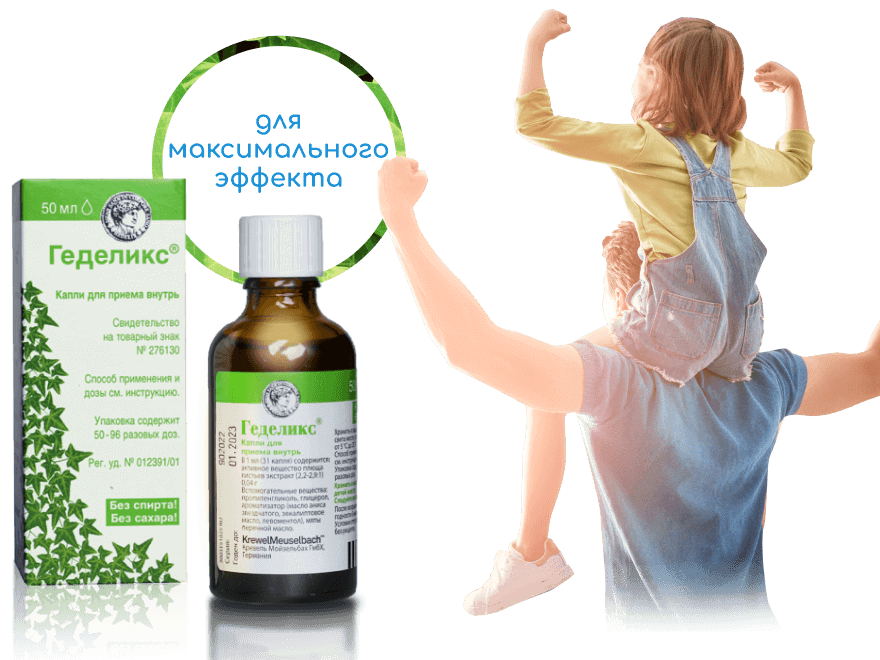 для
максимального
эффекта
50 мл
Геделикс®
Капли для приема внутрь
Свидетельство
на товарный знак
№ 276130
Способ применения и
дозы см. инструкцию.
Упаковка содержит
50-96 разовых доз.
Рег. уд. № 012391/01
Без спирта!
Без сахара!
Геделикс®
Капли для
приема внутрь
В 1 мл (31 капля) содержится:
активное вещество плюща
листьев экстракт (2,2-2,9:1)
0,04 г
Вспомогательные вещества:
пропиленгликоль, глицерол,
ароматизатор (масло аниса
звездчатого, эвкалиптовое
масло, левоментол), мяты
перечной масло.
KrewelMeuselbach™
Кревель Мойзельбах ГмбХ,
Германия
902022
01.2023
Серия:
Годен до: